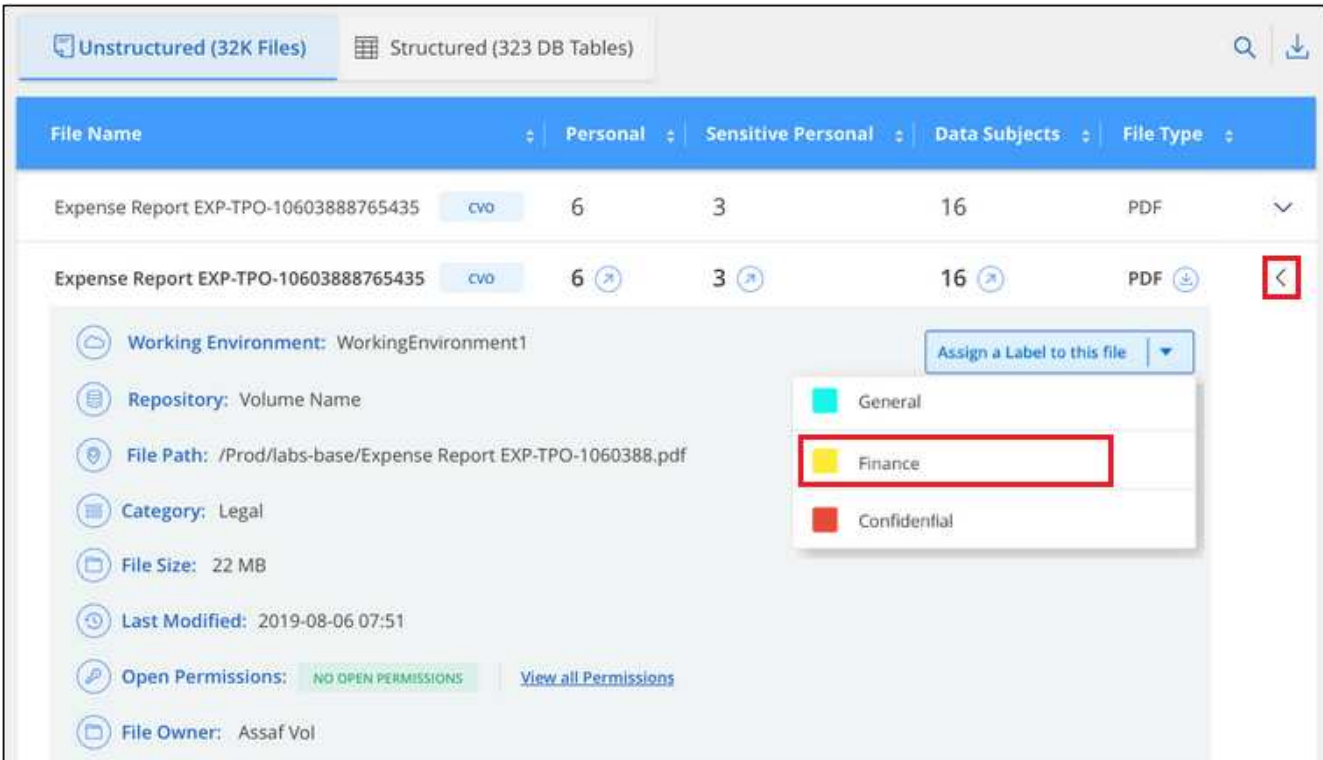 Unstructured (32K Files) Structured (323 DB Tables)
File Name Personal Sensitive Personal Data Subjects File Type
Expense Report EXP-TPO-10603888765435 CVO 6 3 16 PDF
Expense Report EXP-TPO-10603888765435 CVO 6 3 16 PDF
Working Environment: WorkingEnvironment1
Assign a Label to this file
Repository: Volume Name
General
File Path: /Prod/labs-base/Expense Report EXP-TPO-1060388.pdf
Finance
Category: Legal
Confidenfial
File Size: 22 MB
Last Modified: 2019-08-06 07:51
Open Permissions: NO OPEN PERMISSIONS View all Permissions
File Owner: Assaf Vol